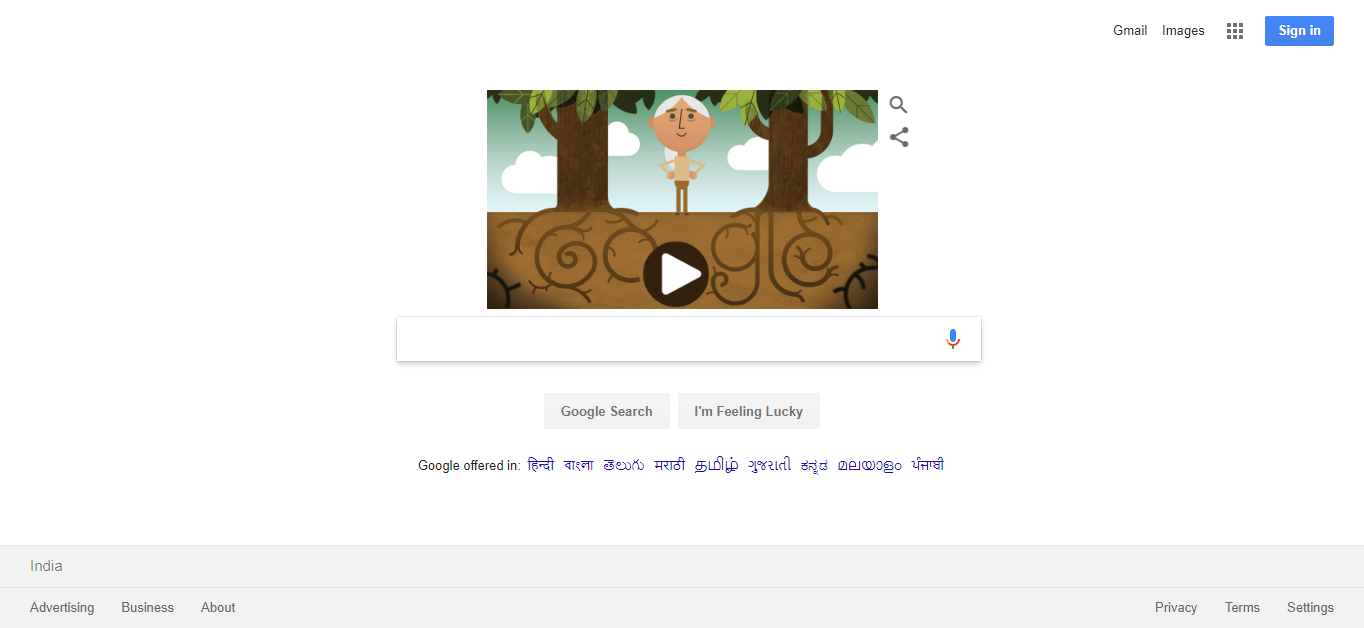 Gmail Images Sign in
Google
Google Search I'm Feeling Lucky
Google offered in: हिन्दी বাংলা తెలుగు मराठी தமிழ் ગુજરાતી ಕನ್ನಡ മലയാളം ਪੰਜਾਬੀ
India
Advertising Business About Privacy Terms Settings